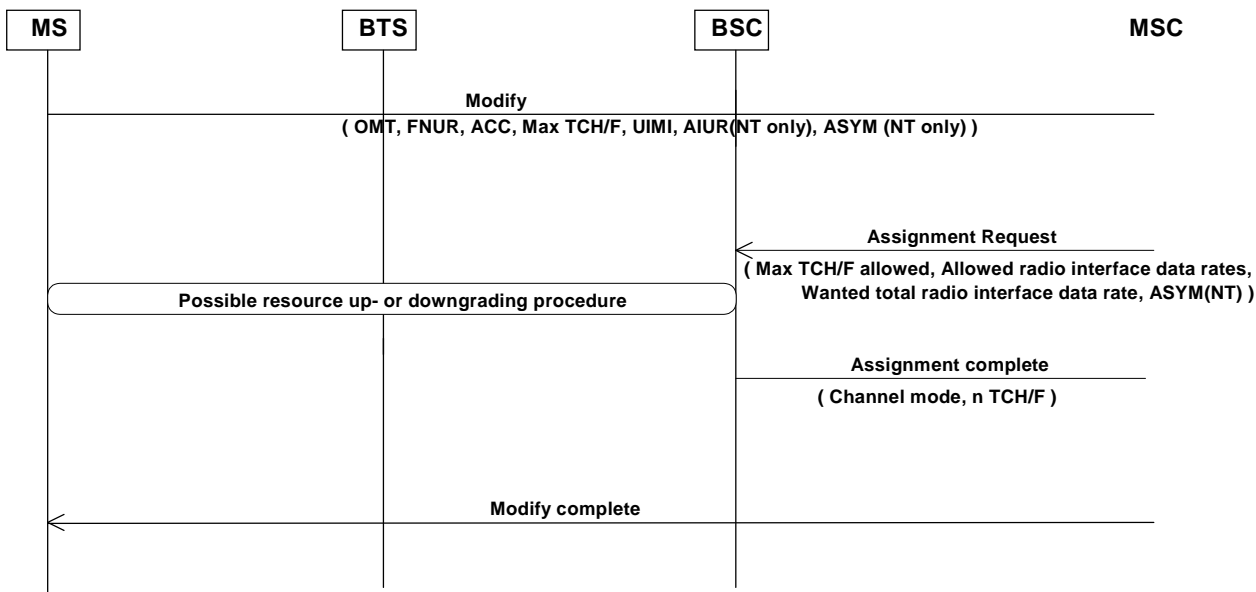 MS BTS BSC MSC
Modify
( OMT, FNUR, ACC, Max TCH/F, UIMI, AIUR(NT only), ASYM (NT only) )
Assignment Request
( Max TCH/F allowed, Allowed radio interface data rates,
Wanted total radio interface data rate, ASYM(NT) )
Possible resource up- or downgrading procedure
Assignment complete
( Channel mode, n TCH/F )
Modify complete